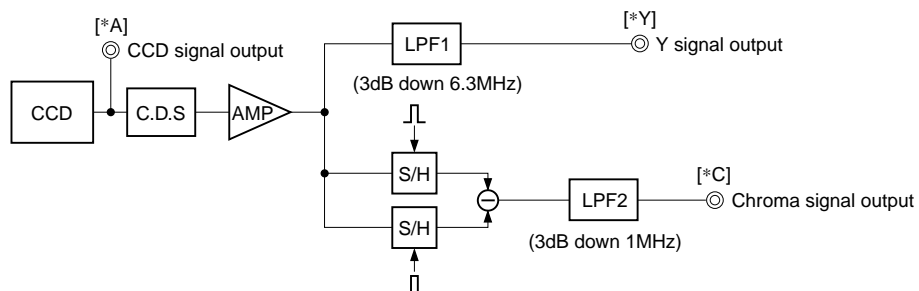 [*A]
CCD signal output
[*Y]
Y signal output
LPF1
(3dB down 6.3MHz)
CCD
C.D.S
AMP
S/H
S/H
LPF2
(3dB down 1MHz)
[*C]
Chroma signal output